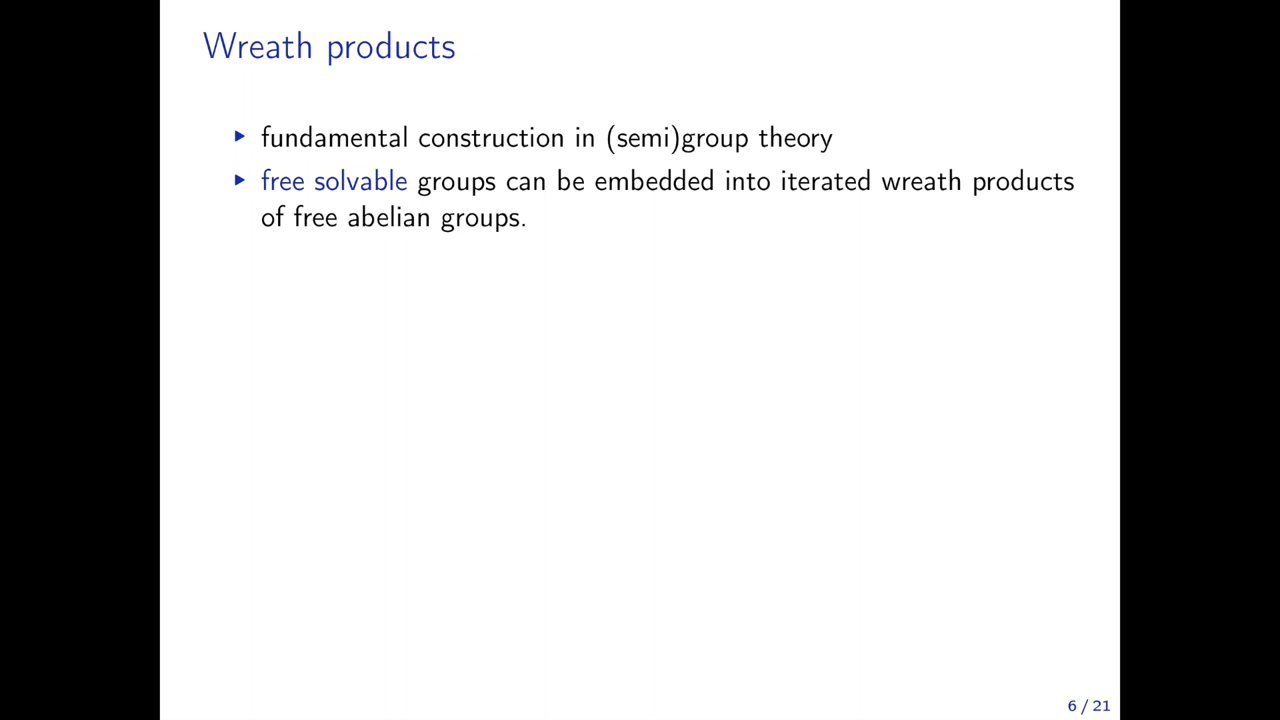 Wreath products
▶ fundamental construction in (semi)group theory
▶ free solvable groups can be embedded into iterated wreath products
of free abelian groups.
6 / 21